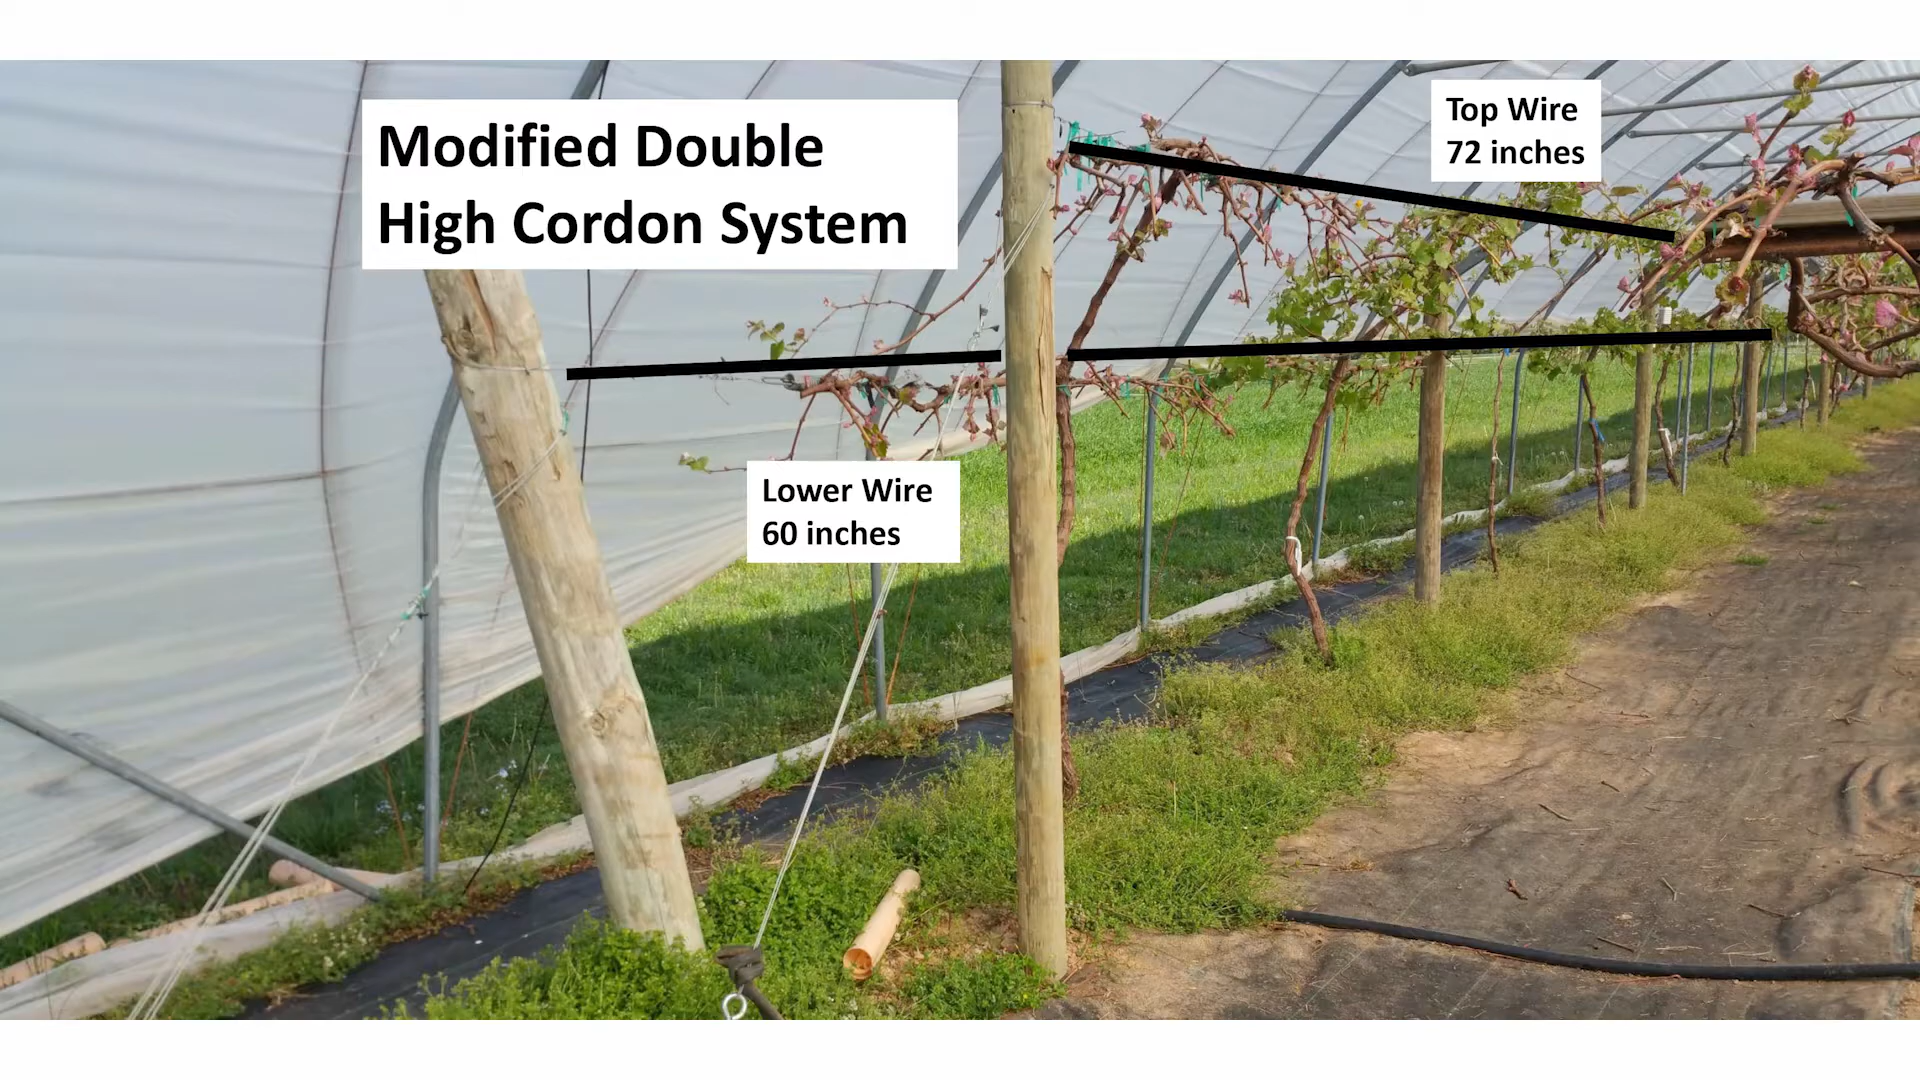 Modified Double
High Cordon System
Top Wire
72 inches
Lower Wire
60 inches